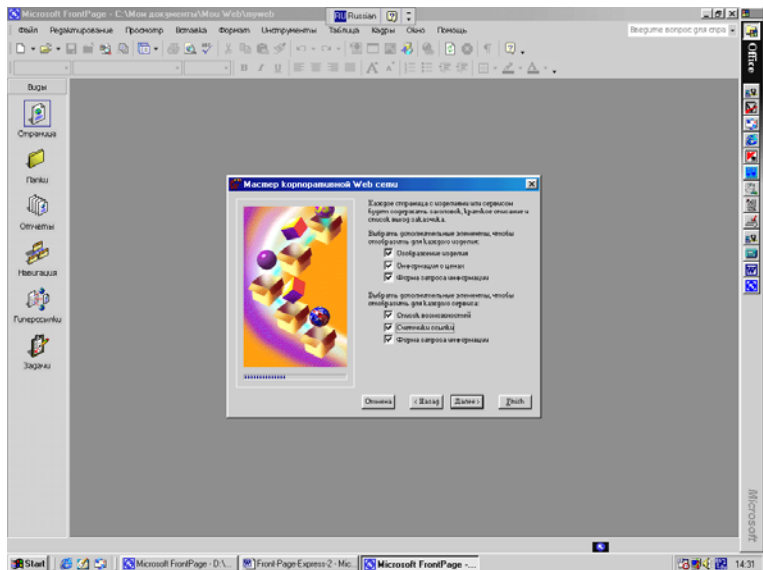 Microsoft FrontPage - C:\Мои документы\Мои Web\myweb
RU Russian
Файл Редактирование Просмотр Вставка Формат Инструменты Таблица Кадры Окно Помощь
Введите вопрос для спра
Виды
Страница
Папки
Отчёты
Навигация
Гиперссылки
Задачи
Office
Microsoft
Мастер корпоративной Web сети
Каждая страница с изделиями или сервисом
будет содержать заголовок, краткое описание и
список выгод заказчика.
Выбрать дополнительные элементы, чтобы
отобразить для каждого изделия:
Изображение изделия
Информация о ценах
Форма запроса информации
Выбрать дополнительные элементы, чтобы
отобразить для каждого сервиса:
Список возможностей
ссылки
Форма запроса информации
Отмена
< Назад
Далее >
Finish
Start
Microsoft FrontPage - D:\...
Front-Page-Express-2 - Mic...
Microsoft FrontPage -...
14:31